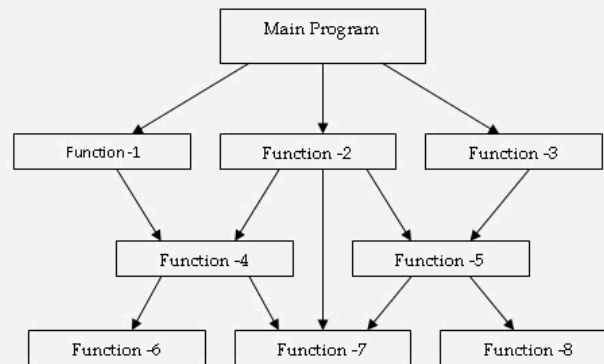 Main Program
Function -1
Function -2
Function -3
Function -4
Function -5
Function -6
Function -7
Function -8